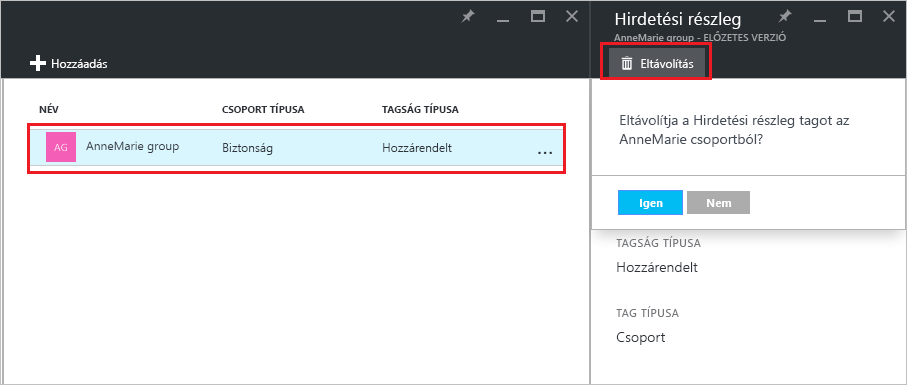 Hozzáadás
NÉV CSOPORT TÍPUSA TAGSÁG TÍPUSA
AG AnneMarie group Biztonság Hozzárendelt ...
Hirdetési részleg
AnneMarie group - ELŐZETES VERZIÓ
Eltávolítás
Eltávolítja a Hirdetési részleg tagot az
AnneMarie csoportból?
Igen Nem
TAGSÁG TÍPUSA
Hozzárendelt
TAG TÍPUSA
Csoport